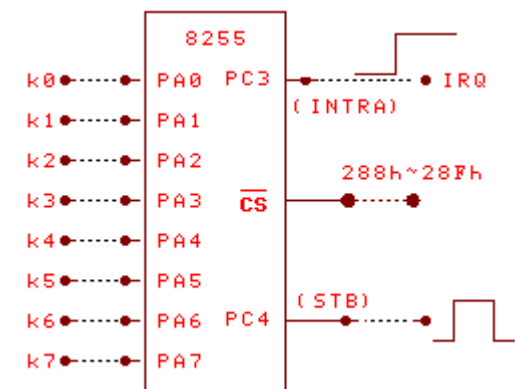 8255
k0 PA0 PC3 IRQ
(INTRA)
k1 PA1
k2 PA2
288h~28Fh
k3 PA3 CS
k4 PA4
k5 PA5
(STB)
k6 PA6 PC4
k7 PA7